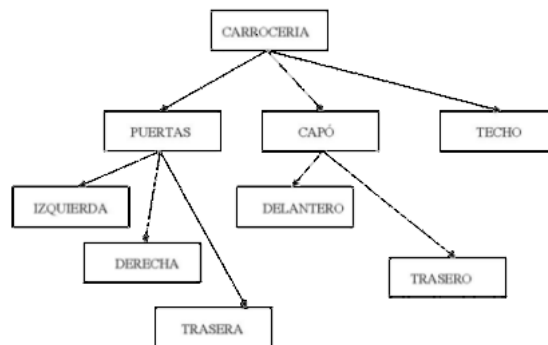 CARROCERIA
PUERTAS
CAPÓ
TECHO
IZQUIERDA
DELANTERO
DERECHA
TRASERO
TRASERA